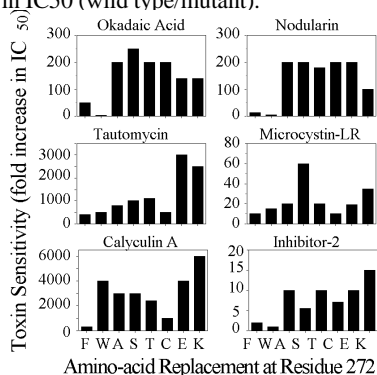 in IC50 (wild type/mutant).
Toxin Sensitivity (fold increase in IC 50)
Okadaic Acid
300
200
100
0
Nodularin
300
200
100
0
Tautomycin
3000
2000
1000
0
Microcystin-LR
80
60
40
20
0
Calyculin A
6000
4000
2000
0
F W A S T C E K
Inhibitor-2
20
15
10
5
0
F W A S T C E K
Amino-acid Replacement at Residue 272